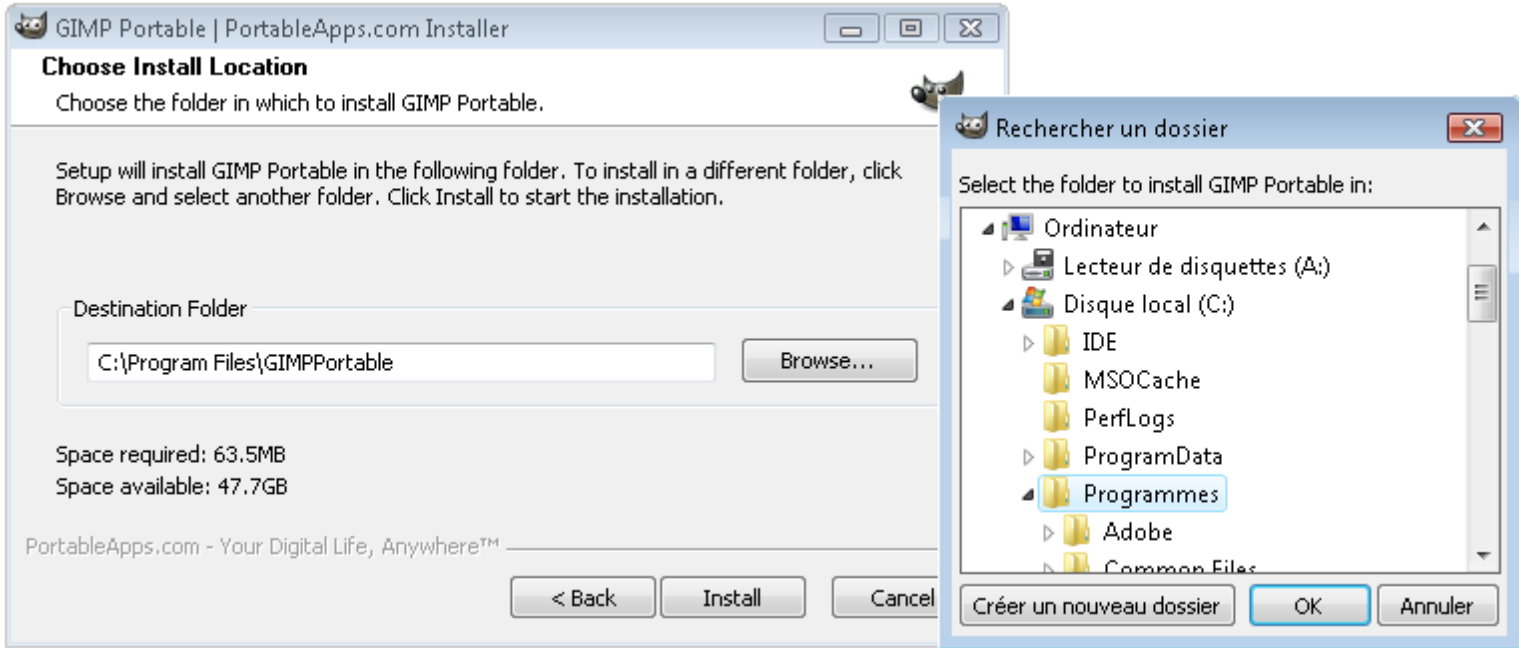 GIMP Portable | PortableApps.com Installer
Choose Install Location
Choose the folder in which to install GIMP Portable.
Setup will install GIMP Portable in the following folder. To install in a different folder, click
Browse and select another folder. Click Install to start the installation.
Destination Folder
C:\Program Files\GIMPPortable
Browse...
Space required: 63.5MB
Space available: 47.7GB
PortableApps.com - Your Digital Life, Anywhere™
< Back
Install
Cancel
Rechercher un dossier
Select the folder to install GIMP Portable in:
Ordinateur
Lecteur de disquettes (A:)
Disque local (C:)
IDE
MSOCache
PerfLogs
ProgramData
Programmes
Adobe
Common Files
Créer un nouveau dossier
OK
Annuler